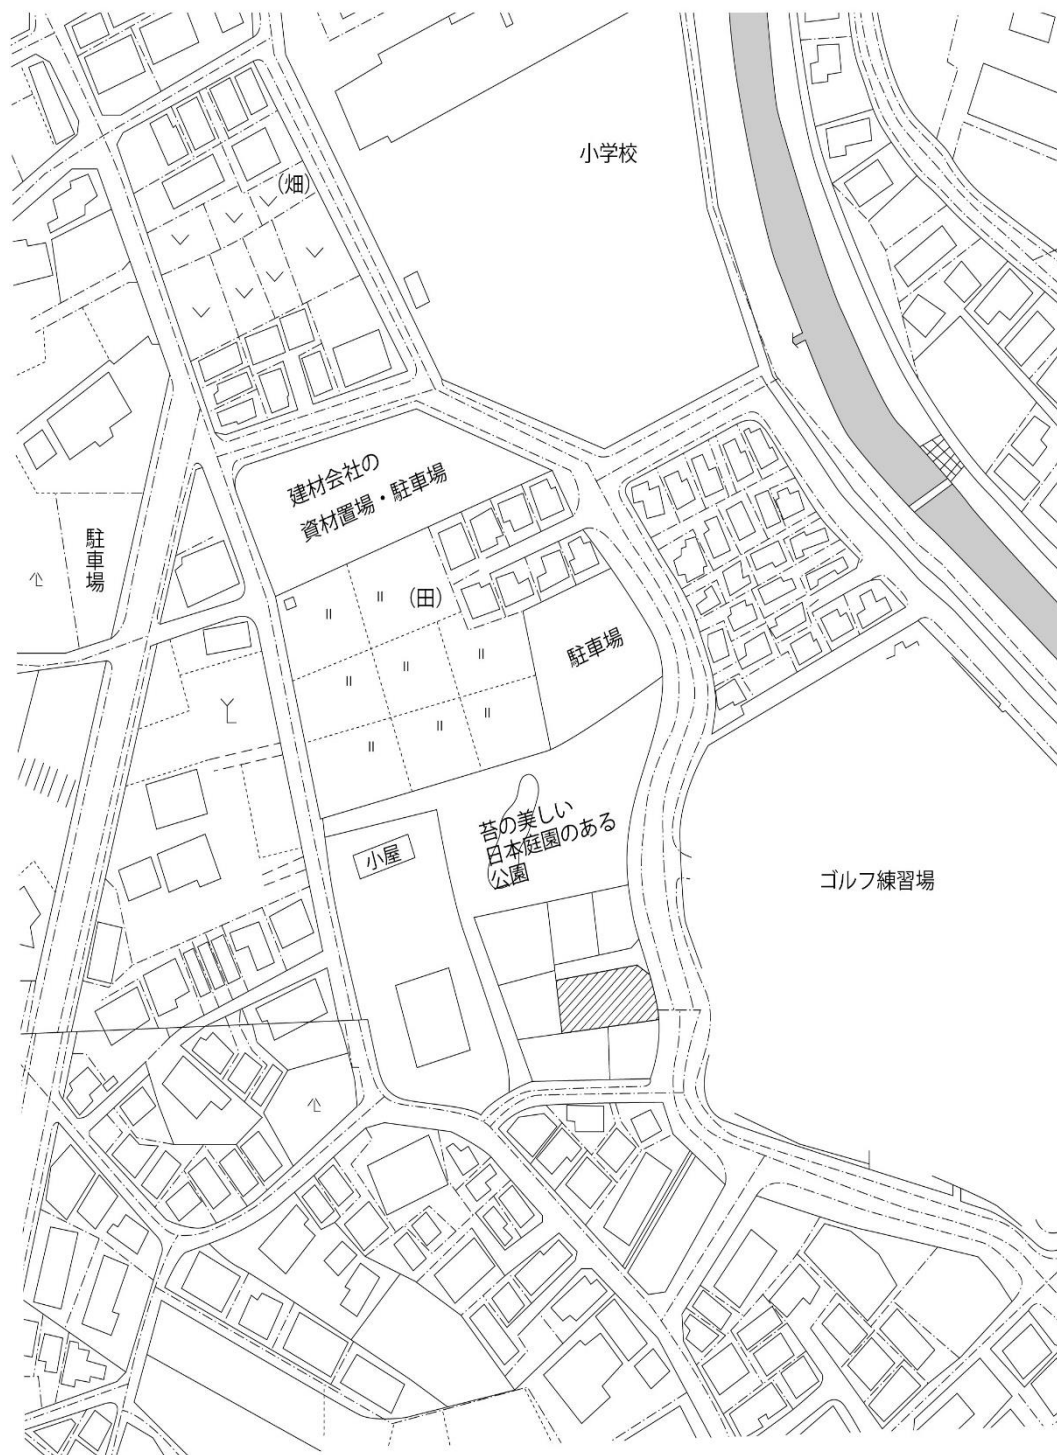 小学校
(畑)
建材会社の
資材置場・駐車場
駐車場
(田)
駐車場
苔の美しい
日本庭園のある
公園
小屋
ゴルフ練習場